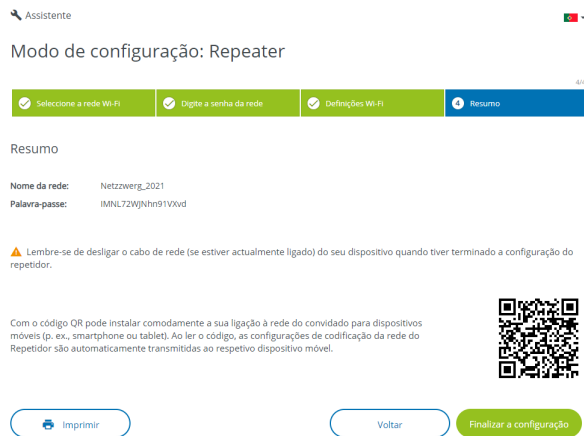 Assistente
Modo de configuração: Repeater
Seleccione a rede Wi-Fi
Digite a senha da rede
Definições Wi-Fi
4 Resumo
Resumo
Nome da rede: Netzzwerg_2021
Palavra-passe: IMNL72WJNhn91VXvd
Lembre-se de desligar o cabo de rede (se estiver actualmente ligado) do seu dispositivo quando tiver terminado a configuração do
repetidor.
Com o código QR pode instalar comodamente a sua ligação à rede do convidado para dispositivos
móveis (p. ex., smartphone ou tablet). Ao ler o código, as configurações de codificação da rede do
Repetidor são automaticamente transmitidas ao respetivo dispositivo móvel.
Imprimir
Voltar
Finalizar a configuração